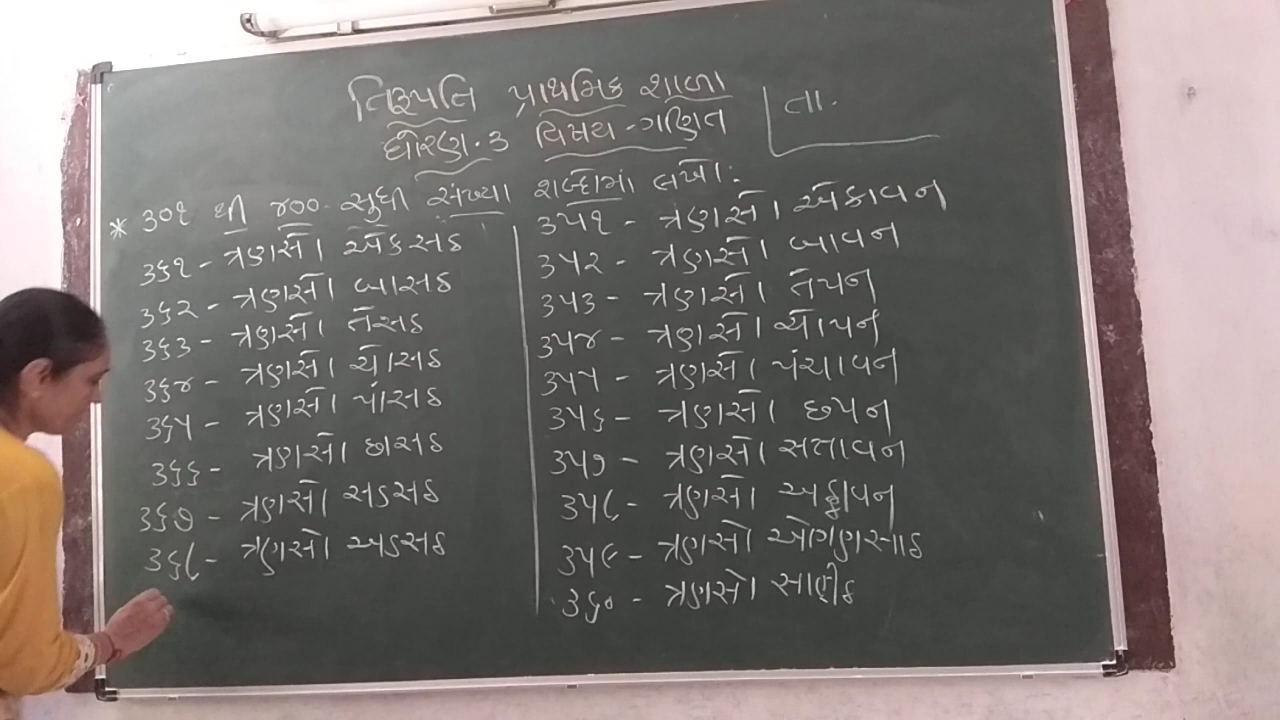 તિરૂપતિ પ્રાથમિક શાળા
તા.
ધોરણ.૩ વિષય-ગણિત
* ૩૦૧ થી ૪૦૦ સુધી સંખ્યા શબ્દોમાં લખો:
૩૬૧ - ત્રણસો એકસઠ
૩૬૨ - ત્રણસો બાસઠ
૩૬૩ - ત્રણસો તેસઠ
૩૬૪ - ત્રણસો ચોસઠ
૩૬૫ - ત્રણસો પાંસઠ
૩૬૬ - ત્રણસો છાસઠ
૩૬૭ - ત્રણસો સડસઠ
૩૬૮ - ત્રણસો અડસઠ
૩૫૧ - ત્રણસો એકાવન
૩૫૨ - ત્રણસો બાવન
૩૫૩ - ત્રણસો તેપન
૩૫૪ - ત્રણસો ચોપન
૩૫૫ - ત્રણસો પંચાવન
૩૫૬ - ત્રણસો છપન
૩૫૭ - ત્રણસો સત્તાવન
૩૫૮ - ત્રણસો અઠ્ઠાવન
૩૫૯ - ત્રણસો ઓગણસાઠ
૩૬૦ - ત્રણસો